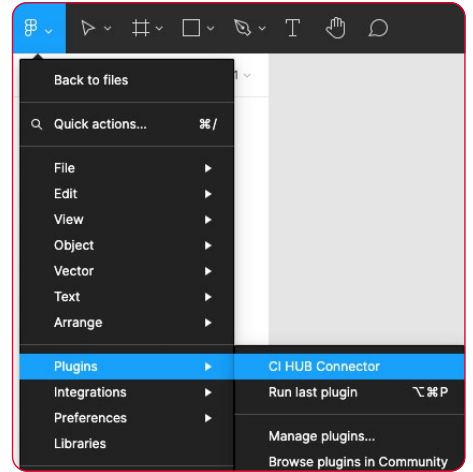 T
1
Back to files
Quick actions... ⌘/
File
Edit
View
Object
Vector
Text
Arrange
Plugins
Integrations
Preferences
Libraries
CI HUB Connector
Run last plugin ⌥⌘P
Manage plugins...
Browse plugins in Community